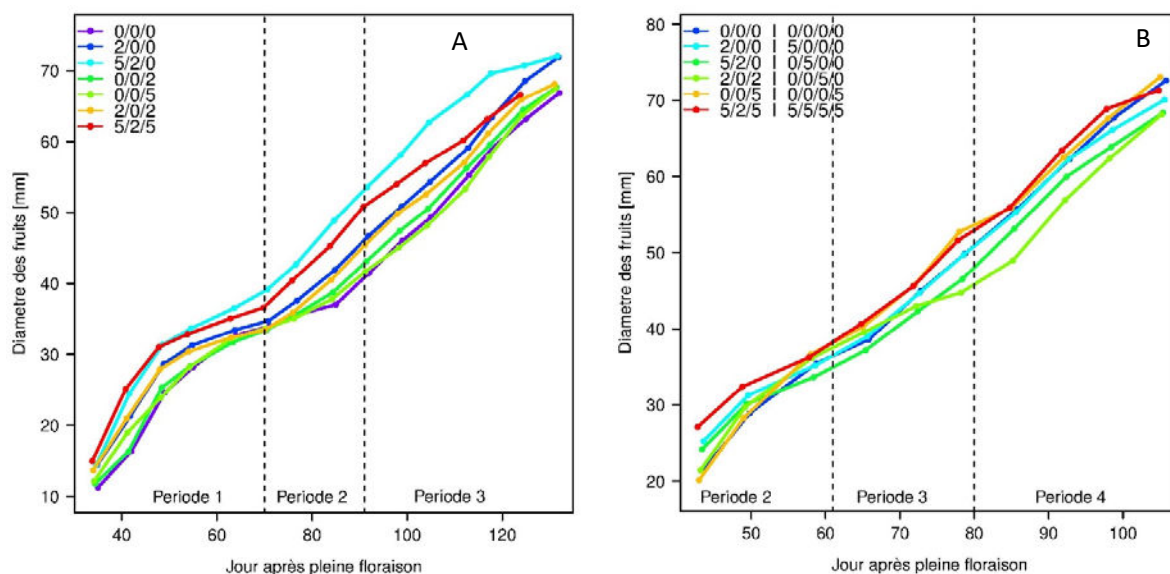 A
0/0/0
2/0/0
5/2/0
0/0/2
0/0/5
2/0/2
5/2/5
70
60
50
40
30
20
10
Diametre des fruits [mm]
Periode 1
Periode 2
Periode 3
40
60
80
100
120
Jour après pleine floraison
B
0/0/0 | 0/0/0/0
2/0/0 | 5/0/0/0
5/2/0 | 0/5/0/0
2/0/2 | 0/0/5/0
0/0/5 | 0/0/0/5
5/2/5 | 5/5/5/5
80
70
60
50
40
30
20
Diametre des fruits [mm]
Periode 2
Periode 3
Periode 4
50
60
70
80
90
100
Jour après pleine floraison